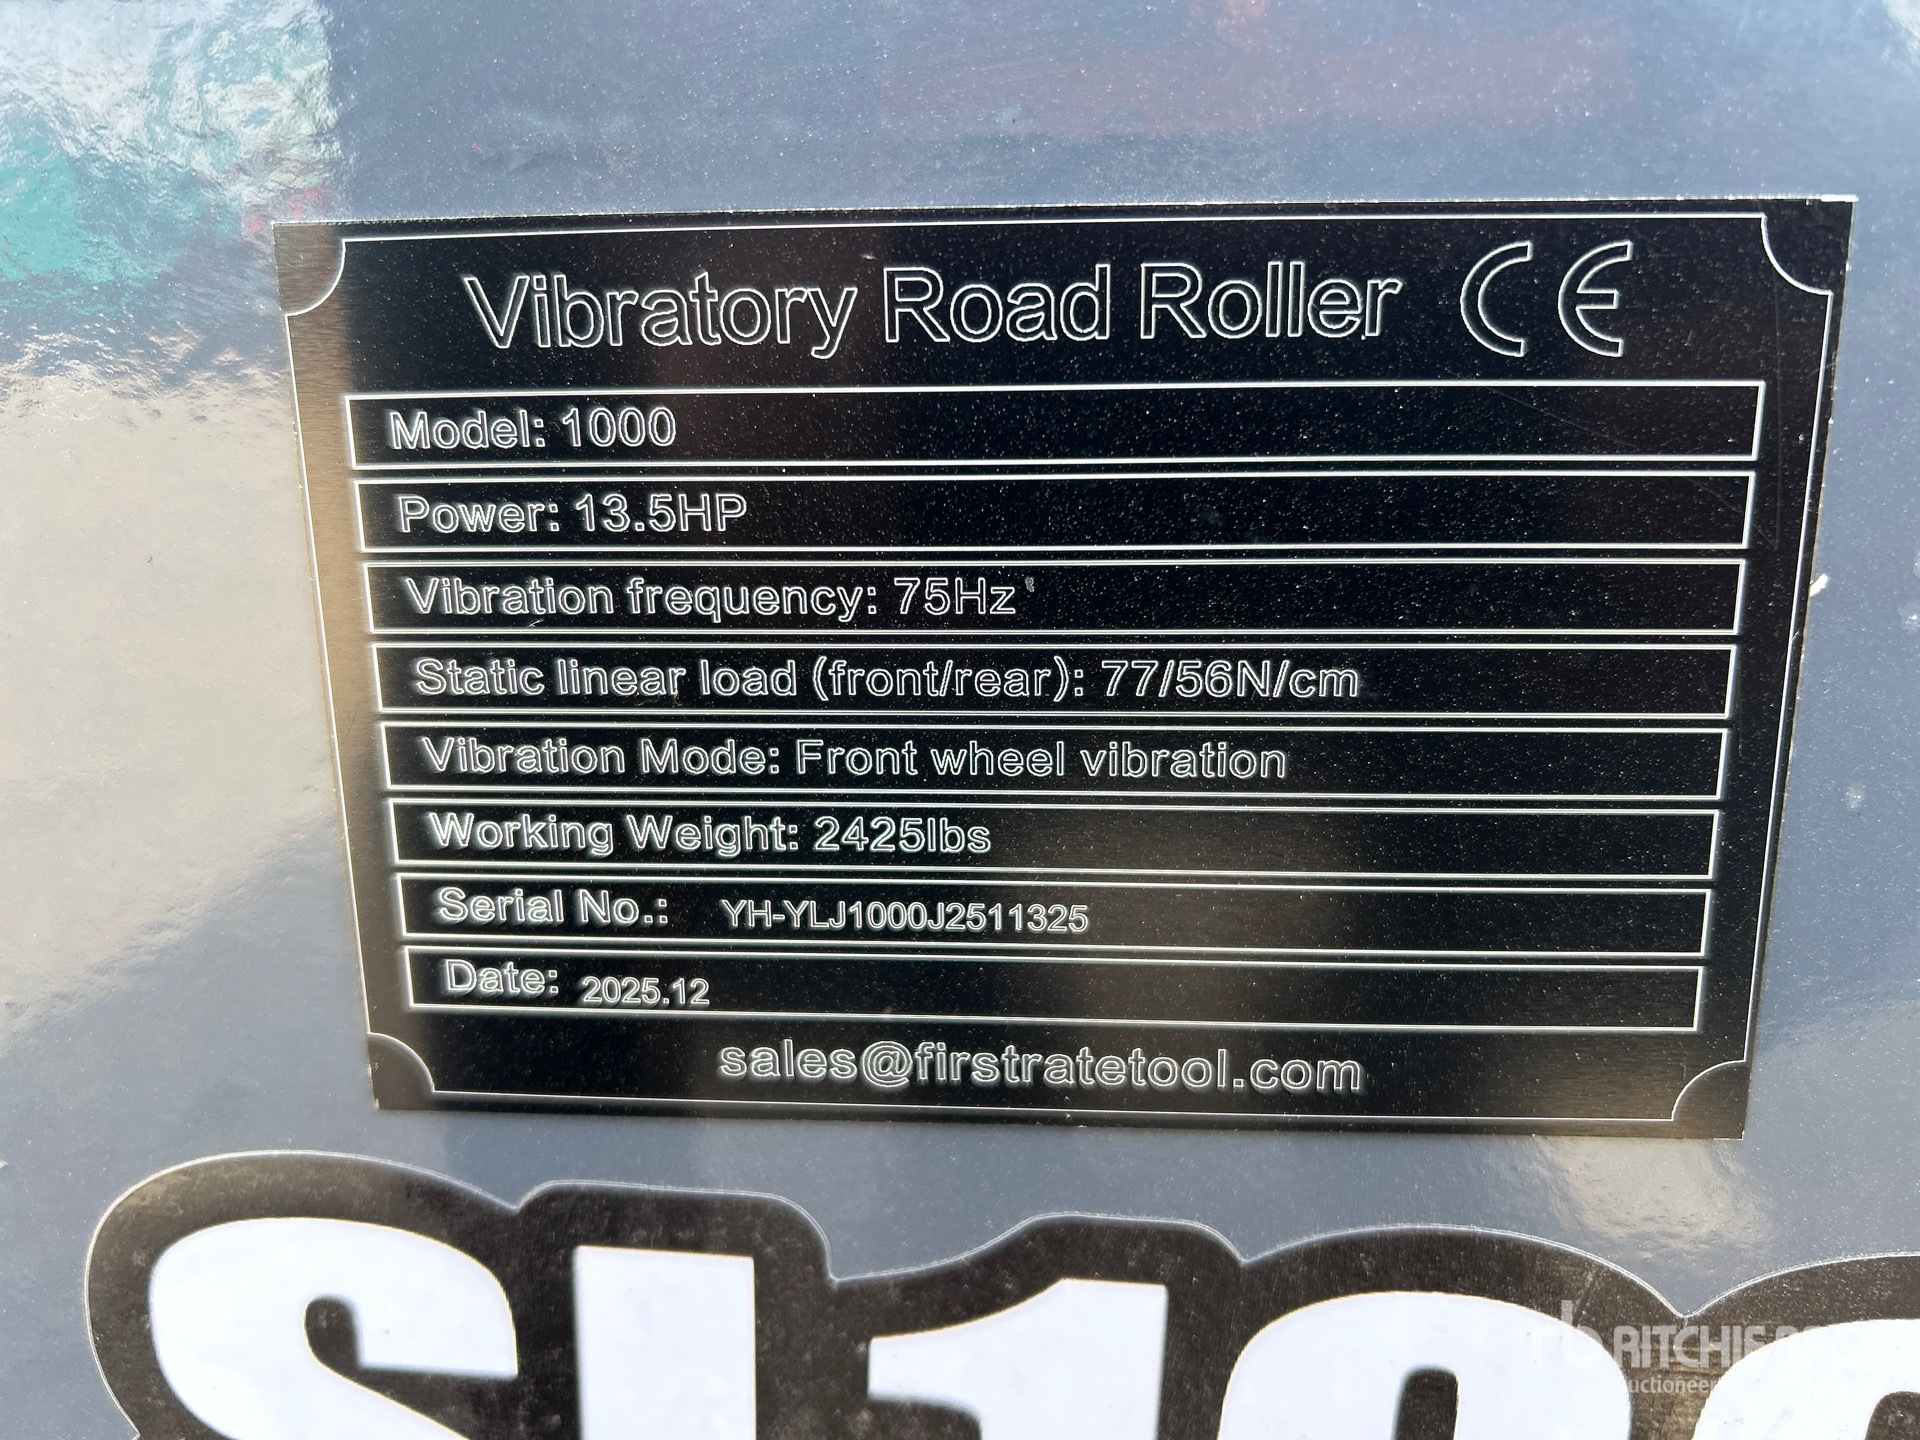 Vibratory Road Roller CE
Model: 1000
Power: 13.5HP
Vibration frequency: 75Hz
Static linear load (front/rear): 77/56N/cm
Vibration Mode: Front wheel vibration
Working Weight: 2425lbs
Serial No.: YH-YLJ1000J2511325
Date: 2025.12
sales@firstratetool.com